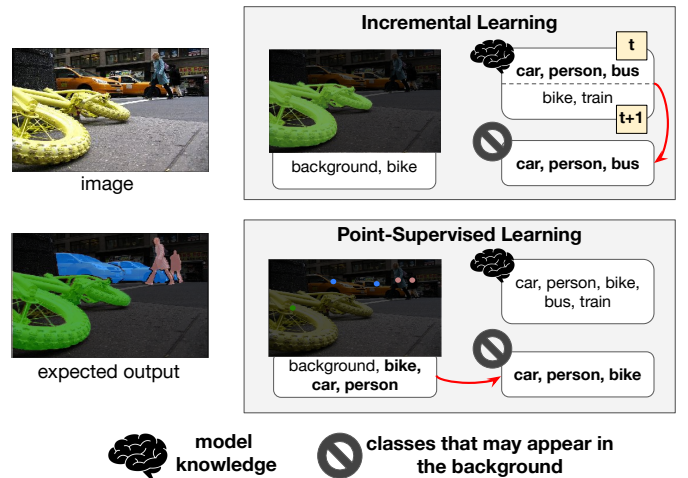 Incremental Learning
image
background, bike
t
car, person, bus
bike, train
t+1
car, person, bus
Point-Supervised Learning
expected output
background, bike,
car, person
car, person, bike,
bus, train
car, person, bike
model
knowledge
classes that may appear in
the background